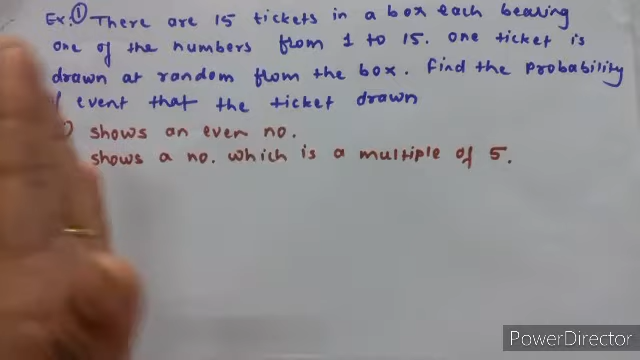 Ex. ① There are 15 tickets in a box each bearing
one of the numbers from 1 to 15. one ticket is
drawn at random from the box. find the probability
event that the ticket drawn
) shows an even no.
shows a no. which is a multiple of 5.
PowerDirector